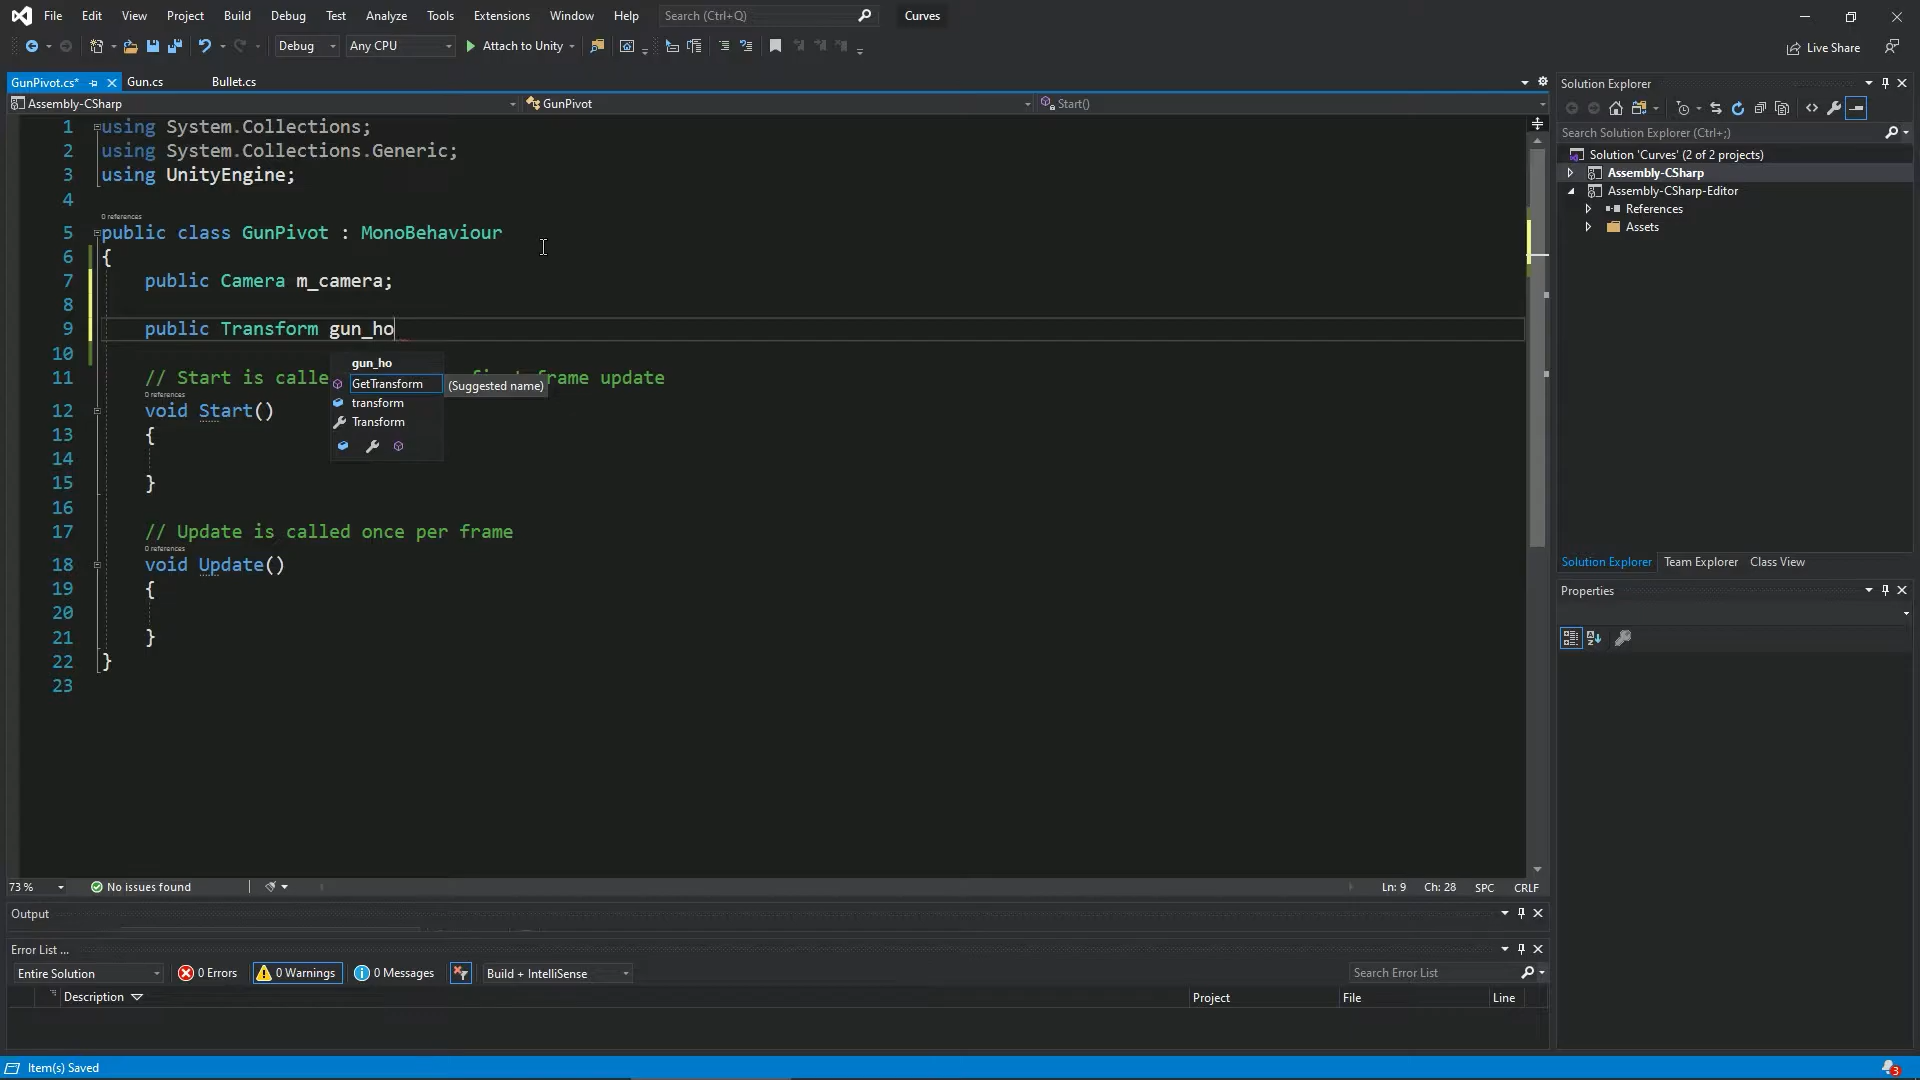 File Edit View Project Build Debug Test Analyze Tools Extensions Window Help Search (Ctrl+Q) Curves
Debug Any CPU Attach to Unity Live Share
GunPivot.cs* Gun.cs Bullet.cs
Assembly-CSharp GunPivot Start()
1 using System.Collections;
2 using System.Collections.Generic;
3 using UnityEngine;
4
0 references
5 public class GunPivot : MonoBehaviour
6 {
7 public Camera m_camera;
8
9 public Transform gun_ho
10
gun_ho
GetTransform (Suggested name)
transform
Transform
11 // Start is calle frame update
0 references
12 void Start()
13 {
14
15 }
16
17 // Update is called once per frame
0 references
18 void Update()
19 {
20
21 }
22 }
23
73 % No issues found Ln: 9 Ch: 28 SPC CRLF
Output
Error List ...
Entire Solution 0 Errors 0 Warnings 0 Messages Build + IntelliSense Search Error List
Description Project File Line
Item(s) Saved 3
Solution Explorer
Search Solution Explorer (Ctrl+;)
Solution 'Curves' (2 of 2 projects)
Assembly-CSharp
Assembly-CSharp-Editor
References
Assets
Solution Explorer Team Explorer Class View
Properties